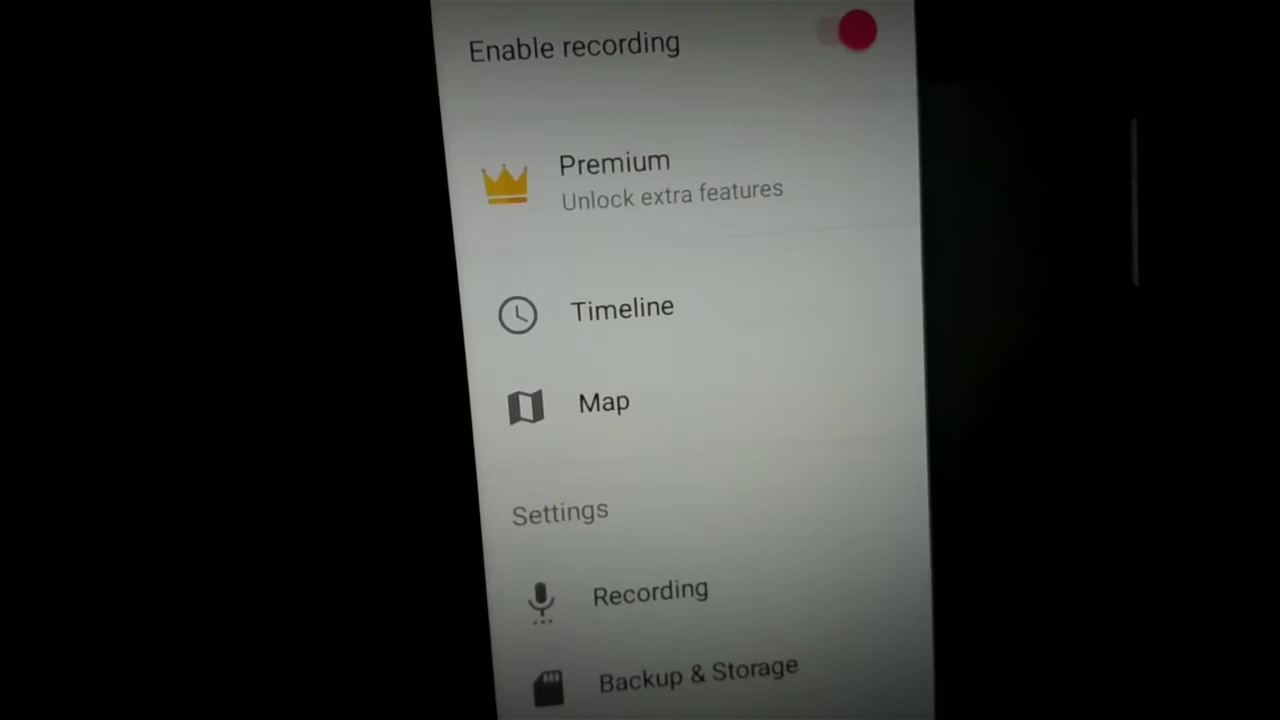 Enable recording
Premium
Unlock extra features
Timeline
Map
Settings
Recording
Backup & Storage